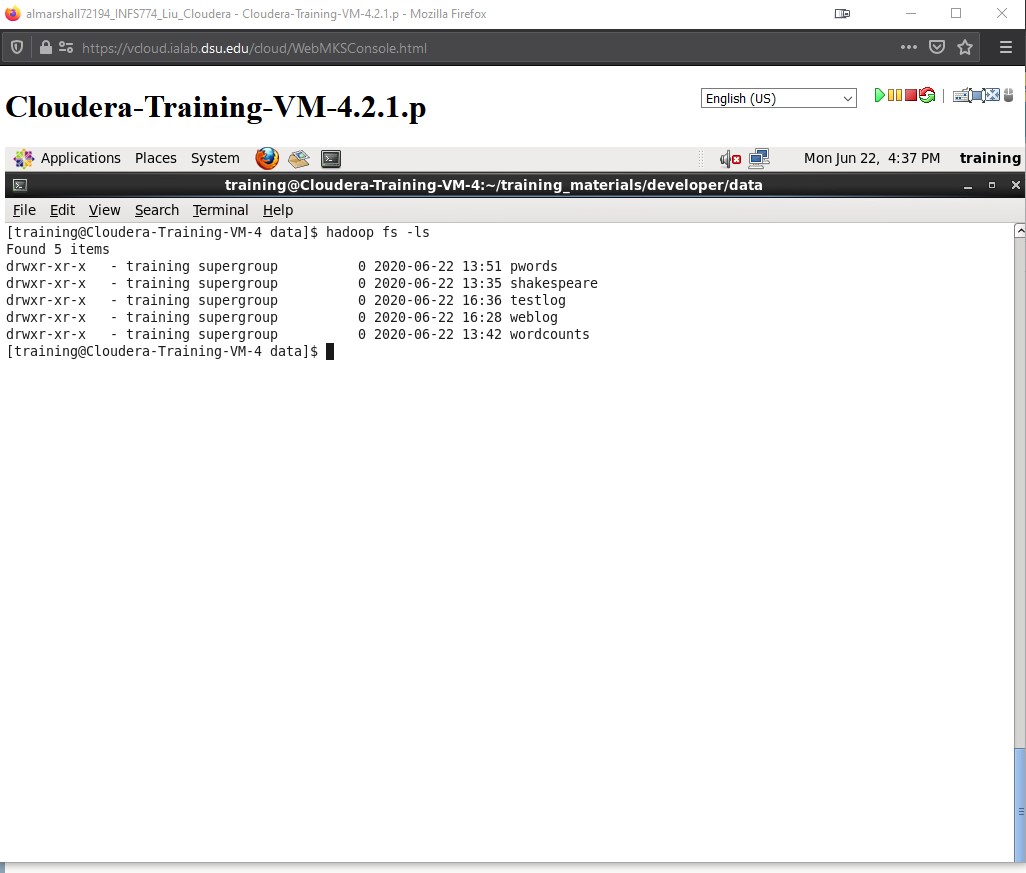 almarshall72194_INFS774_Liu_Cloudera - Cloudera-Training-VM-4.2.1.p - Mozilla Firefox
https://vcloud.ialab.dsu.edu/cloud/WebMKSConsole.html
Cloudera-Training-VM-4.2.1.p
English (US)
Applications Places System Mon Jun 22, 4:37 PM training
training@Cloudera-Training-VM-4:~/training_materials/developer/data
File Edit View Search Terminal Help
[training@Cloudera-Training-VM-4 data]$ hadoop fs -ls
Found 5 items
drwxr-xr-x   - training supergroup          0 2020-06-22 13:51 pwords
drwxr-xr-x   - training supergroup          0 2020-06-22 13:35 shakespeare
drwxr-xr-x   - training supergroup          0 2020-06-22 16:36 testlog
drwxr-xr-x   - training supergroup          0 2020-06-22 16:28 weblog
drwxr-xr-x   - training supergroup          0 2020-06-22 13:42 wordcounts
[training@Cloudera-Training-VM-4 data]$